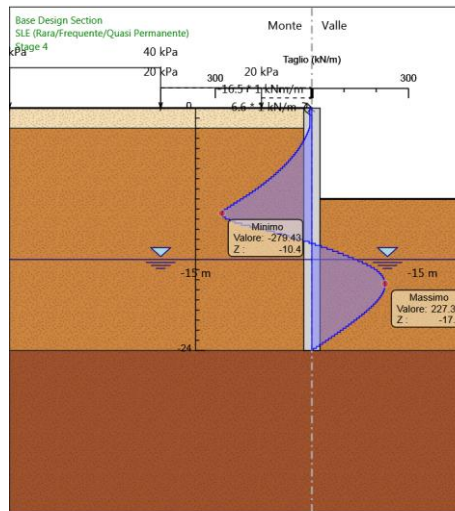 Base Design Section
SLE (Rara/Frequente/Quasi Permanente)
Stage 4
Monte Valle
40 kPa
20 kPa
Taglio (kN/m)
300
20 kPa
300
-16.5 * 1 kNm/m
6.6 * 1 kN/m
0
Minimo
Valore: -279.43
Z : -10.4
-15 m
-15 m
Massimo
Valore: 227.3
Z : -17.
-24